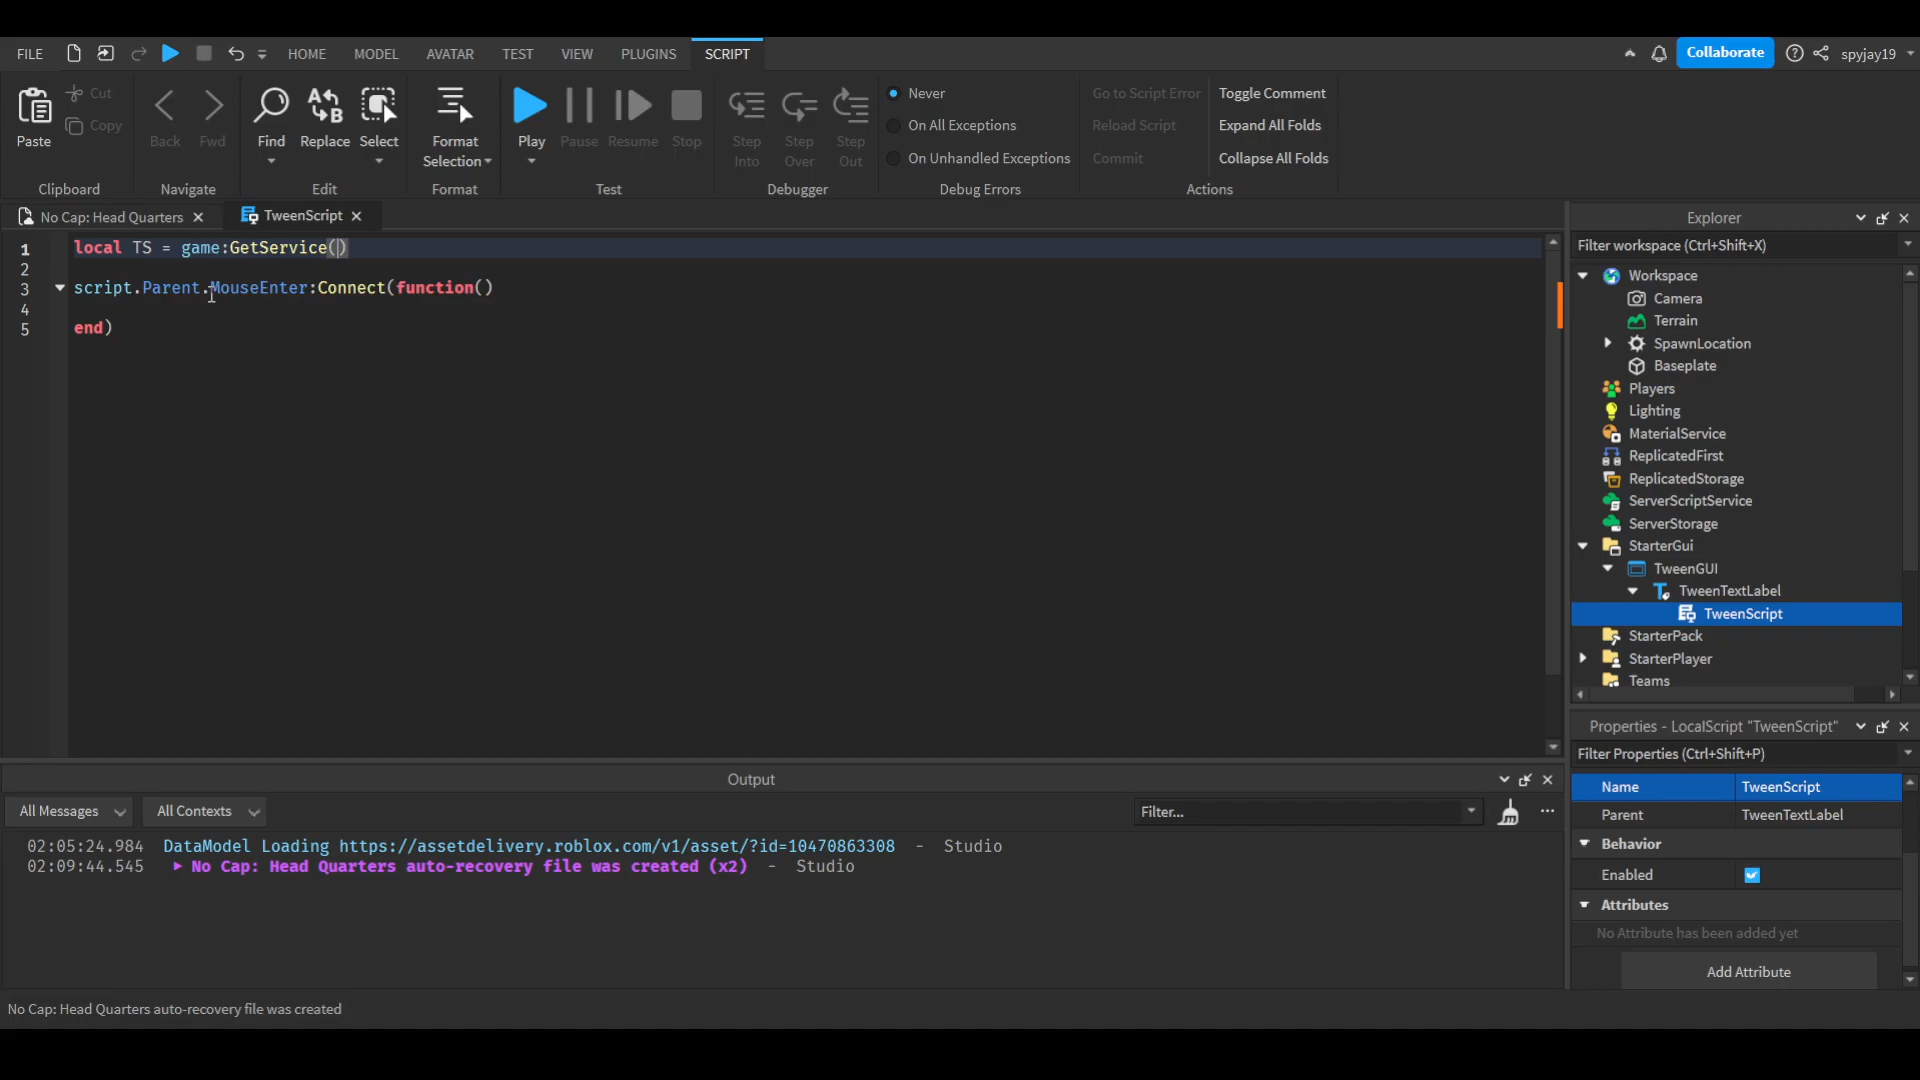 FILE HOME MODEL AVATAR TEST VIEW PLUGINS SCRIPT Collaborate spyjay19
Paste Cut Copy Back Fwd Find Replace Select Format Selection Play Pause Resume Stop Step Into Step Over Step Out
Never Go to Script Error Toggle Comment
On All Exceptions Reload Script Expand All Folds
On Unhandled Exceptions Commit Collapse All Folds
Clipboard Navigate Edit Format Test Debugger Debug Errors Actions
No Cap: Head Quarters TweenScript
1 local TS = game:GetService()
2
3 script.Parent.MouseEnter:Connect(function()
4
5 end)
Explorer
Filter workspace (Ctrl+Shift+X)
Workspace
Camera
Terrain
SpawnLocation
Baseplate
Players
Lighting
MaterialService
ReplicatedFirst
ReplicatedStorage
ServerScriptService
ServerStorage
StarterGui
TweenGUI
TweenTextLabel
TweenScript
StarterPack
StarterPlayer
Teams
Properties - LocalScript "TweenScript"
Filter Properties (Ctrl+Shift+P)
Name TweenScript
Parent TweenTextLabel
Behavior
Enabled
Attributes
No Attribute has been added yet
Add Attribute
Output
All Messages All Contexts Filter...
02:05:24.984 DataModel Loading https://assetdelivery.roblox.com/v1/asset/?id=10470863308 - Studio
02:09:44.545 No Cap: Head Quarters auto-recovery file was created (x2) - Studio
No Cap: Head Quarters auto-recovery file was created